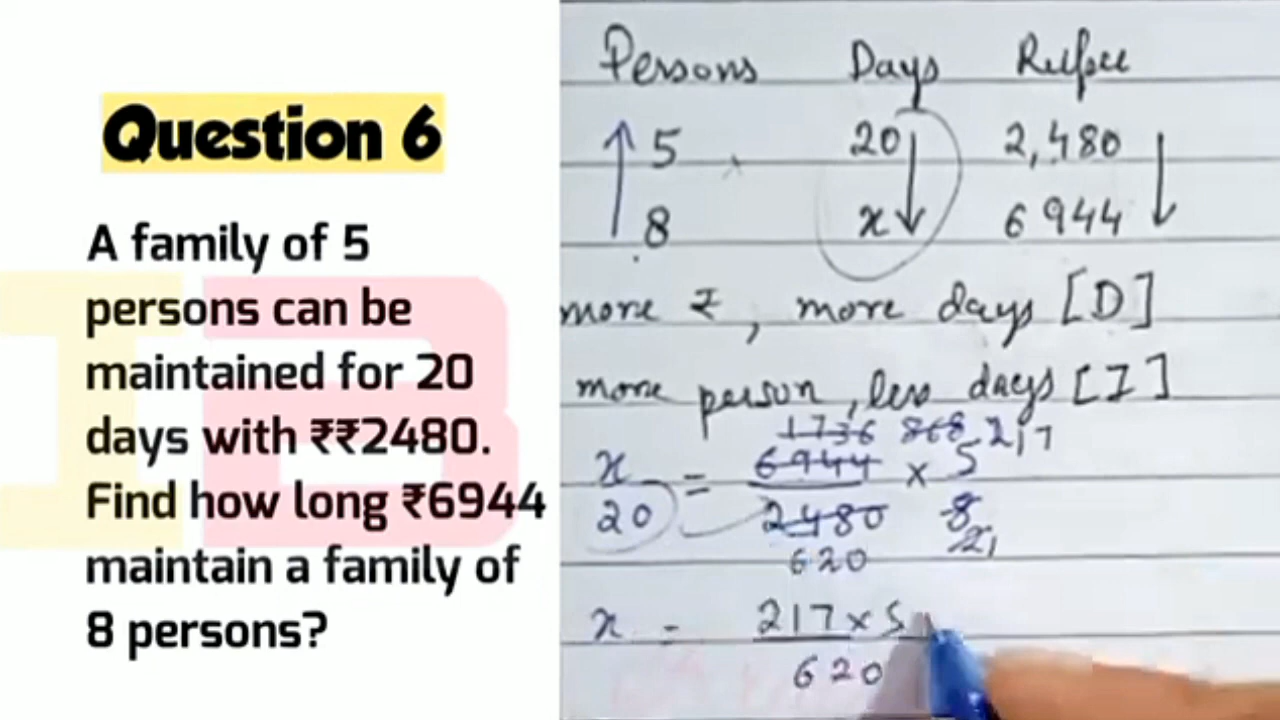 Question 6
A family of 5
persons can be
maintained for 20
days with ₹₹2480.
Find how long ₹6944
maintain a family of
8 persons?
Persons Days Rupee
5 20 2,480
8 x 6944
more ₹, more days [D]
more person, less days [I]
1736 868 217
x = 6944 × 5
20 2480 8
620 21
x = 217 × 5
620